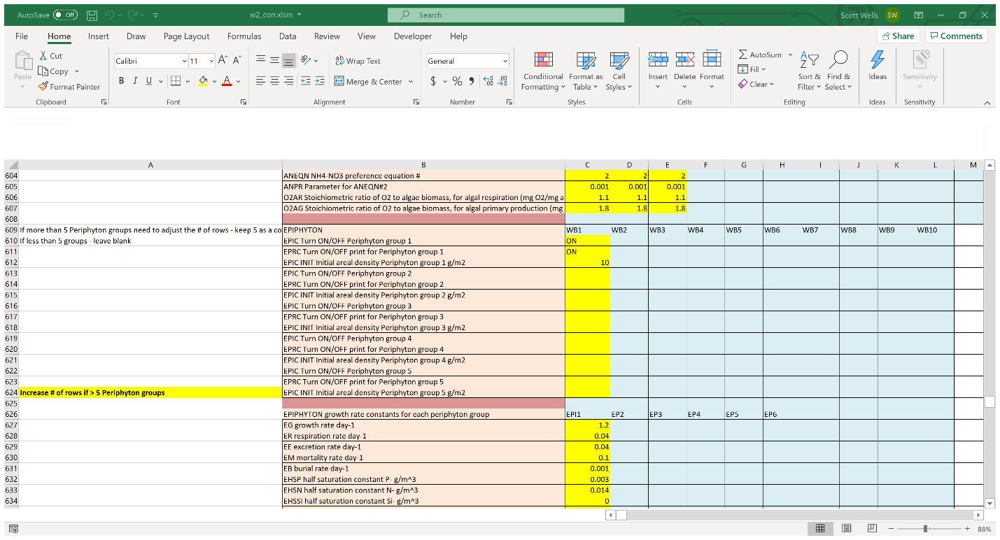 AutoSave Off w2_con.xlsm Search Scott Wells SW
File Home Insert Draw Page Layout Formulas Data Review View Developer Help Share Comments
Cut
Copy
Format Painter
Paste
Calibri 11
B I U
Wrap Text
Merge & Center
General
$ % 9
Conditional Formatting
Format as Table
Cell Styles
Insert Delete Format
AutoSum
Fill
Clear
Sort & Filter
Find & Select
Ideas
Sensitivity
Clipboard Font Alignment Number Styles Cells Editing Ideas Sensitivity
A B C D E F G H I J K L M
604 ANEQN NH4-NO3 preference equation # 2 2 2
605 ANPR Parameter for ANEQN#2 0.001 0.001 0.001
606 O2AR Stoichiometric ratio of O2 to algae biomass, for algal respiration (mg O2/mg a 1.1 1.1 1.1
607 O2AG Stoichiometric ratio of O2 to algae biomass, for algal primary production (mg 1.8 1.8 1.8
608
609 If more than 5 Periphyton groups need to adjust the # of rows - keep 5 as a co EPIPHYTON WB1 WB2 WB3 WB4 WB5 WB6 WB7 WB8 WB9 WB10
610 If less than 5 groups - leave blank EPIC Turn ON/OFF Periphyton group 1 ON
611 EPRC Turn ON/OFF print for Periphyton group 1 ON
612 EPIC INIT Initial areal density Periphyton group 1 g/m2 10
613 EPIC Turn ON/OFF Periphyton group 2
614 EPRC Turn ON/OFF print for Periphyton group 2
615 EPIC INIT Initial areal density Periphyton group 2 g/m2
616 EPIC Turn ON/OFF Periphyton group 3
617 EPRC Turn ON/OFF print for Periphyton group 3
618 EPIC INIT Initial areal density Periphyton group 3 g/m2
619 EPIC Turn ON/OFF Periphyton group 4
620 EPRC Turn ON/OFF print for Periphyton group 4
621 EPIC INIT Initial areal density Periphyton group 4 g/m2
622 EPIC Turn ON/OFF Periphyton group 5
623 EPRC Turn ON/OFF print for Periphyton group 5
624 Increase # of rows if > 5 Periphyton groups EPIC INIT Initial areal density Periphyton group 5 g/m2
625
626 EPIPHYTON growth rate constants for each periphyton group EPI1 EP2 EP3 EP4 EP5 EP6
627 EG growth rate day-1 1.2
628 ER respiration rate day-1 0.04
629 EE excretion rate day-1 0.04
630 EM mortality rate day-1 0.1
631 EB burial rate day-1 0.001
632 EHSP half saturation constant P- g/m^3 0.003
633 EHSN half saturation constant N- g/m^3 0.014
634 EHSSI half saturation constant Si- g/m^3 0
88%